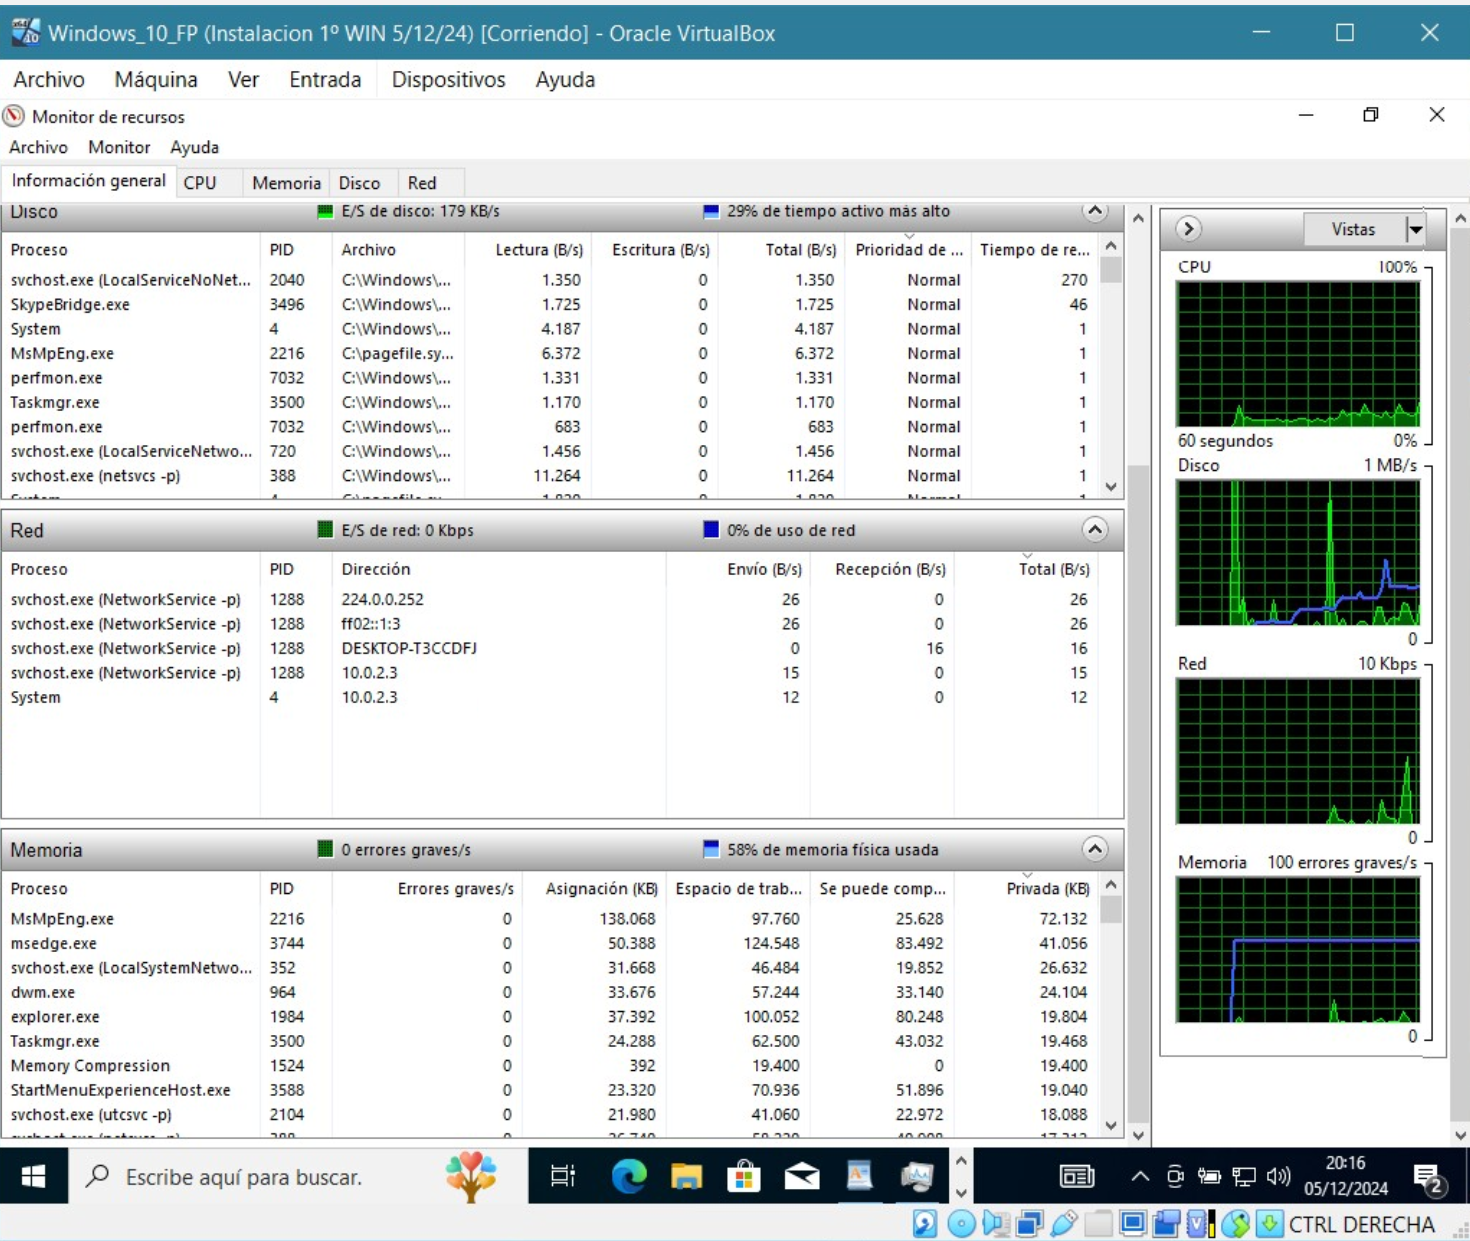 Windows_10_FP (Instalacion 1º WIN 5/12/24) [Corriendo] - Oracle VirtualBox
Archivo Máquina Ver Entrada Dispositivos Ayuda
Monitor de recursos
Archivo Monitor Ayuda
Información general CPU Memoria Disco Red
Disco E/S de disco: 179 KB/s 29% de tiempo activo más alto
Proceso PID Archivo Lectura (B/s) Escritura (B/s) Total (B/s) Prioridad de ... Tiempo de re...
svchost.exe (LocalServiceNoNet... 2040 C:\Windows\... 1.350 0 1.350 Normal 270
SkypeBridge.exe 3496 C:\Windows\... 1.725 0 1.725 Normal 46
System 4 C:\Windows\... 4.187 0 4.187 Normal 1
MsMpEng.exe 2216 C:\pagefile.sy... 6.372 0 6.372 Normal 1
perfmon.exe 7032 C:\Windows\... 1.331 0 1.331 Normal 1
Taskmgr.exe 3500 C:\Windows\... 1.170 0 1.170 Normal 1
perfmon.exe 7032 C:\Windows\... 683 0 683 Normal 1
svchost.exe (LocalServiceNetwo... 720 C:\Windows\... 1.456 0 1.456 Normal 1
svchost.exe (netsvcs -p) 388 C:\Windows\... 11.264 0 11.264 Normal 1
Red E/S de red: 0 Kbps 0% de uso de red
Proceso PID Dirección Envío (B/s) Recepción (B/s) Total (B/s)
svchost.exe (NetworkService -p) 1288 224.0.0.252 26 0 26
svchost.exe (NetworkService -p) 1288 ff02::1:3 26 0 26
svchost.exe (NetworkService -p) 1288 DESKTOP-T3CCDFJ 0 16 16
svchost.exe (NetworkService -p) 1288 10.0.2.3 15 0 15
System 4 10.0.2.3 12 0 12
Memoria 0 errores graves/s 58% de memoria física usada
Proceso PID Errores graves/s Asignación (KB) Espacio de trab... Se puede comp... Privada (KB)
MsMpEng.exe 2216 0 138.068 97.760 25.628 72.132
msedge.exe 3744 0 50.388 124.548 83.492 41.056
svchost.exe (LocalSystemNetwo... 352 0 31.668 46.484 19.852 26.632
dwm.exe 964 0 33.676 57.244 33.140 24.104
explorer.exe 1984 0 37.392 100.052 80.248 19.804
Taskmgr.exe 3500 0 24.288 62.500 43.032 19.468
Memory Compression 1524 0 392 19.400 0 19.400
StartMenuExperienceHost.exe 3588 0 23.320 70.936 51.896 19.040
svchost.exe (utcsvc -p) 2104 0 21.980 41.060 22.972 18.088
Vistas
CPU 100%
60 segundos 0%
Disco 1 MB/s
0
Red 10 Kbps
0
Memoria 100 errores graves/s
0
Escribe aquí para buscar.
20:16
05/12/2024
2
CTRL DERECHA